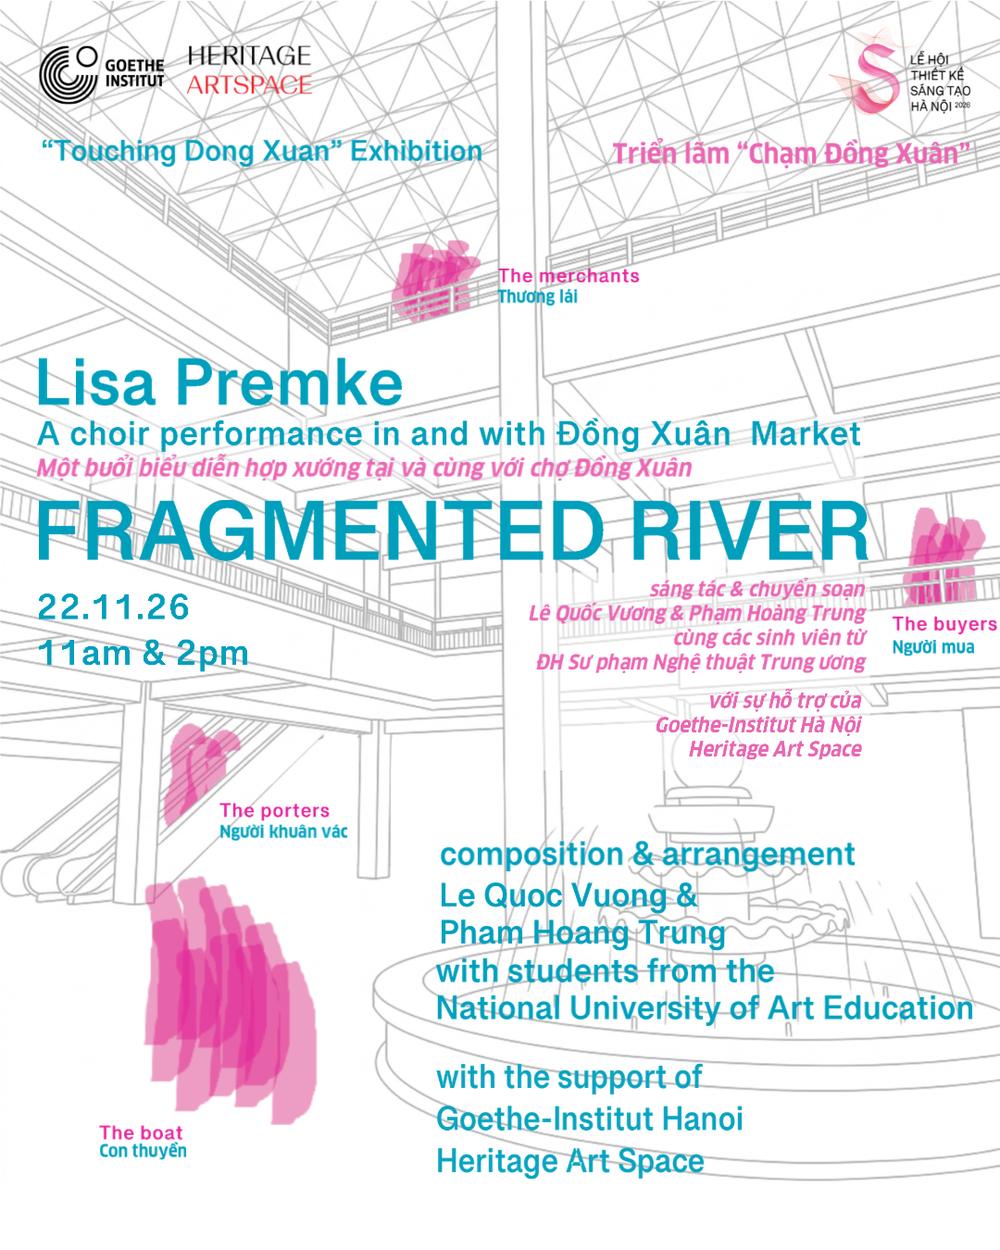 GOETHE
INSTITUT
HERITAGE
ARTSPACE
LỄ HỘI
THIẾT KẾ
SÁNG TẠO
HÀ NỘI 2026
“Touching Dong Xuan” Exhibition
Triển lãm “Chạm Đồng Xuân”
The merchants
Thương lái
Lisa Premke
A choir performance in and with Đồng Xuân Market
Một buổi biểu diễn hợp xướng tại và cùng với chợ Đồng Xuân
FRAGMENTED RIVER
22.11.26
11am & 2pm
sáng tác & chuyển soạn
Lê Quốc Vương & Phạm Hoàng Trung
cùng các sinh viên từ
ĐH Sư phạm Nghệ thuật Trung ương
với sự hỗ trợ của
Goethe-Institut Hà Nội
Heritage Art Space
The buyers
Người mua
The porters
Người khuân vác
composition & arrangement
Le Quoc Vuong &
Pham Hoang Trung
with students from the
National University of Art Education
with the support of
Goethe-Institut Hanoi
Heritage Art Space
The boat
Con thuyền